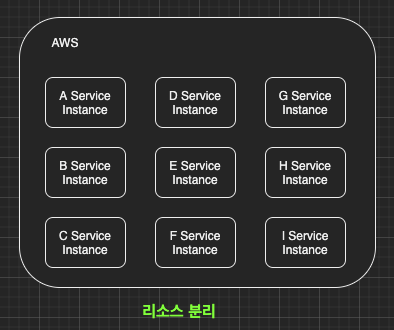 AWS
A Service
Instance
D Service
Instance
G Service
Instance
B Service
Instance
E Service
Instance
H Service
Instance
C Service
Instance
F Service
Instance
I Service
Instance
리소스 분리